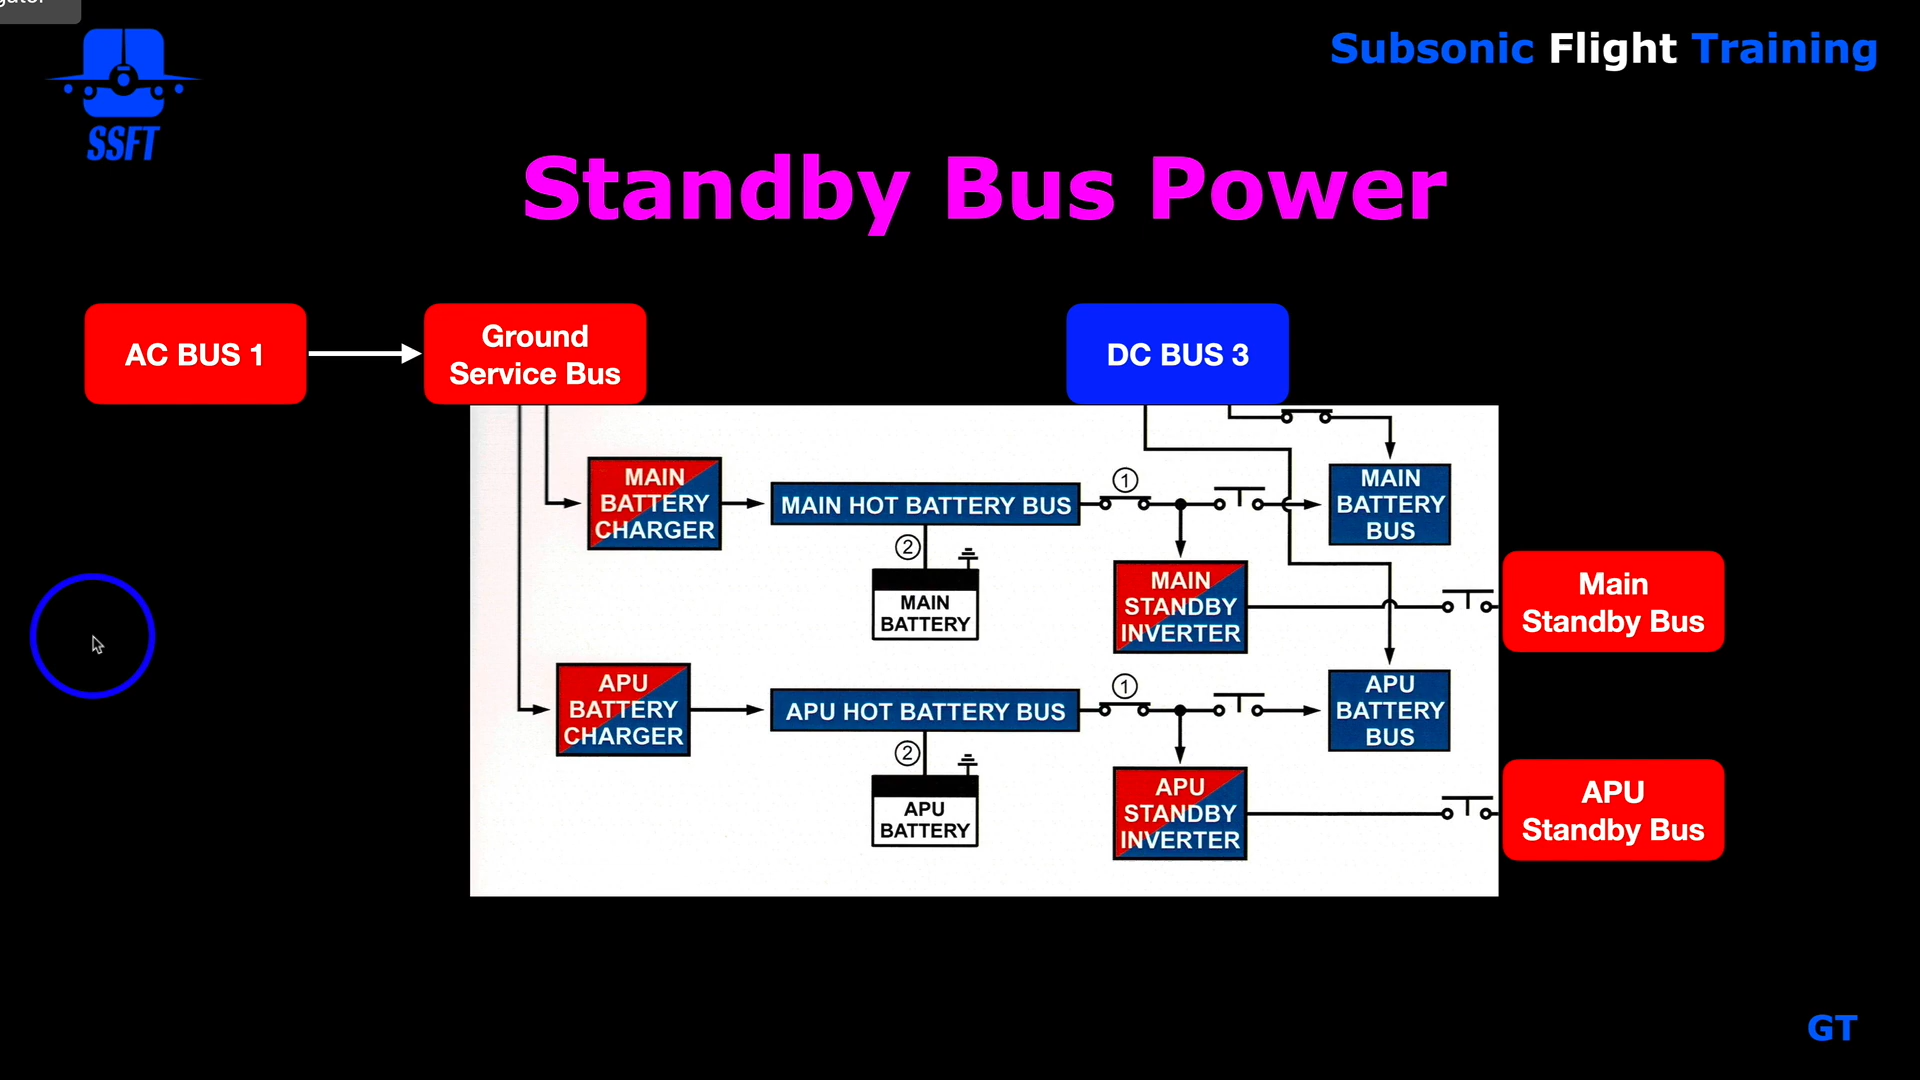 Subsonic Flight Training
SSFT
Standby Bus Power
AC BUS 1
Ground
Service Bus
DC BUS 3
MAIN
BATTERY
CHARGER
MAIN HOT BATTERY BUS
1
MAIN
BATTERY
BUS
2
MAIN
BATTERY
MAIN
STANDBY
INVERTER
Main
Standby Bus
APU
BATTERY
CHARGER
APU HOT BATTERY BUS
1
APU
BATTERY
BUS
2
APU
BATTERY
APU
STANDBY
INVERTER
APU
Standby Bus
GT